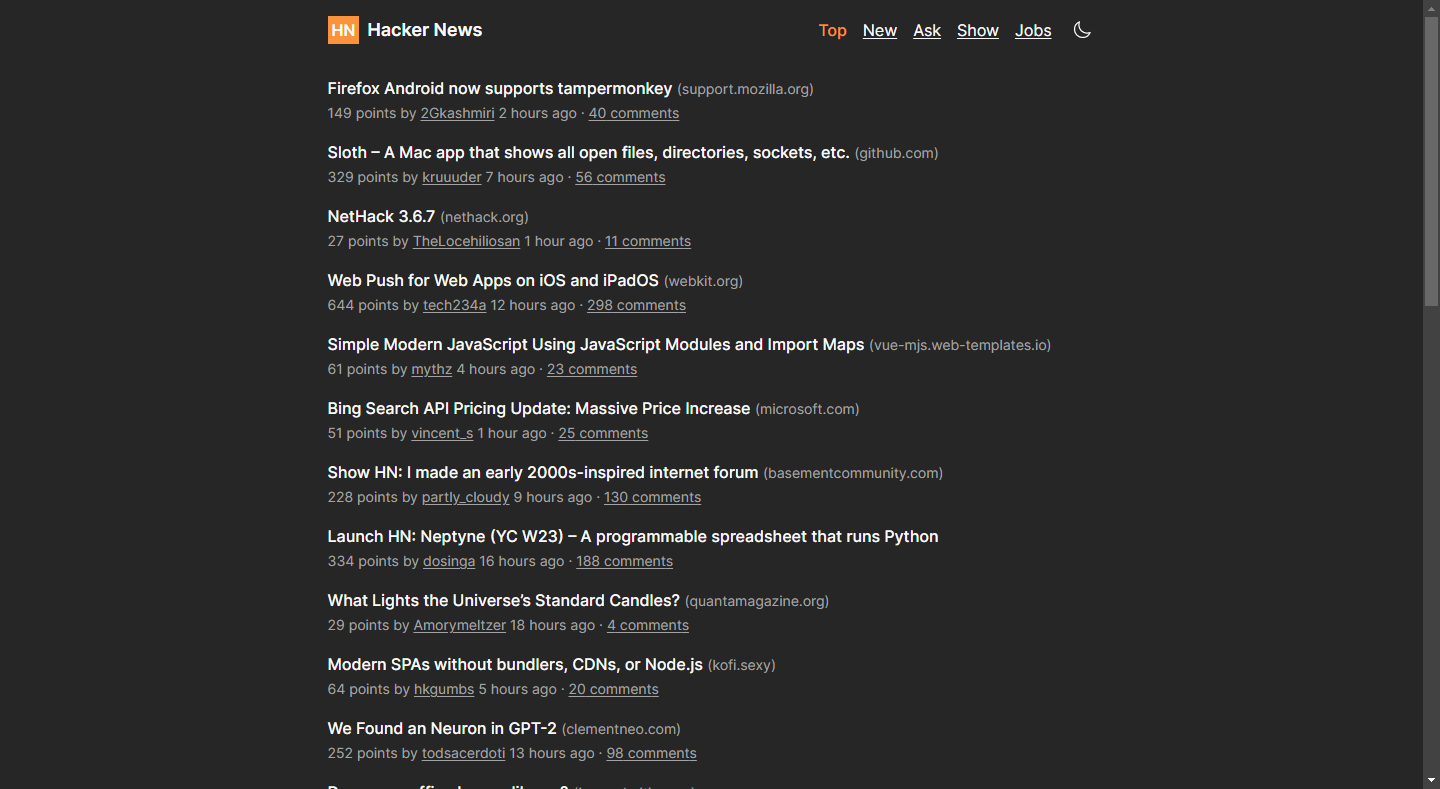 HN Hacker News Top New Ask Show Jobs
Firefox Android now supports tampermonkey (support.mozilla.org)
149 points by 2Gkashmiri 2 hours ago · 40 comments
Sloth – A Mac app that shows all open files, directories, sockets, etc. (github.com)
329 points by kruuuder 7 hours ago · 56 comments
NetHack 3.6.7 (nethack.org)
27 points by TheLocehiliosan 1 hour ago · 11 comments
Web Push for Web Apps on iOS and iPadOS (webkit.org)
644 points by tech234a 12 hours ago · 298 comments
Simple Modern JavaScript Using JavaScript Modules and Import Maps (vue-mjs.web-templates.io)
61 points by mythz 4 hours ago · 23 comments
Bing Search API Pricing Update: Massive Price Increase (microsoft.com)
51 points by vincent_s 1 hour ago · 25 comments
Show HN: I made an early 2000s-inspired internet forum (basementcommunity.com)
228 points by partly_cloudy 9 hours ago · 130 comments
Launch HN: Neptyne (YC W23) – A programmable spreadsheet that runs Python
334 points by dosinga 16 hours ago · 188 comments
What Lights the Universe’s Standard Candles? (quantamagazine.org)
29 points by Amorymeltzer 18 hours ago · 4 comments
Modern SPAs without bundlers, CDNs, or Node.js (kofi.sexy)
64 points by hkgumbs 5 hours ago · 20 comments
We Found an Neuron in GPT-2 (clementneo.com)
252 points by todsacerdoti 13 hours ago · 98 comments